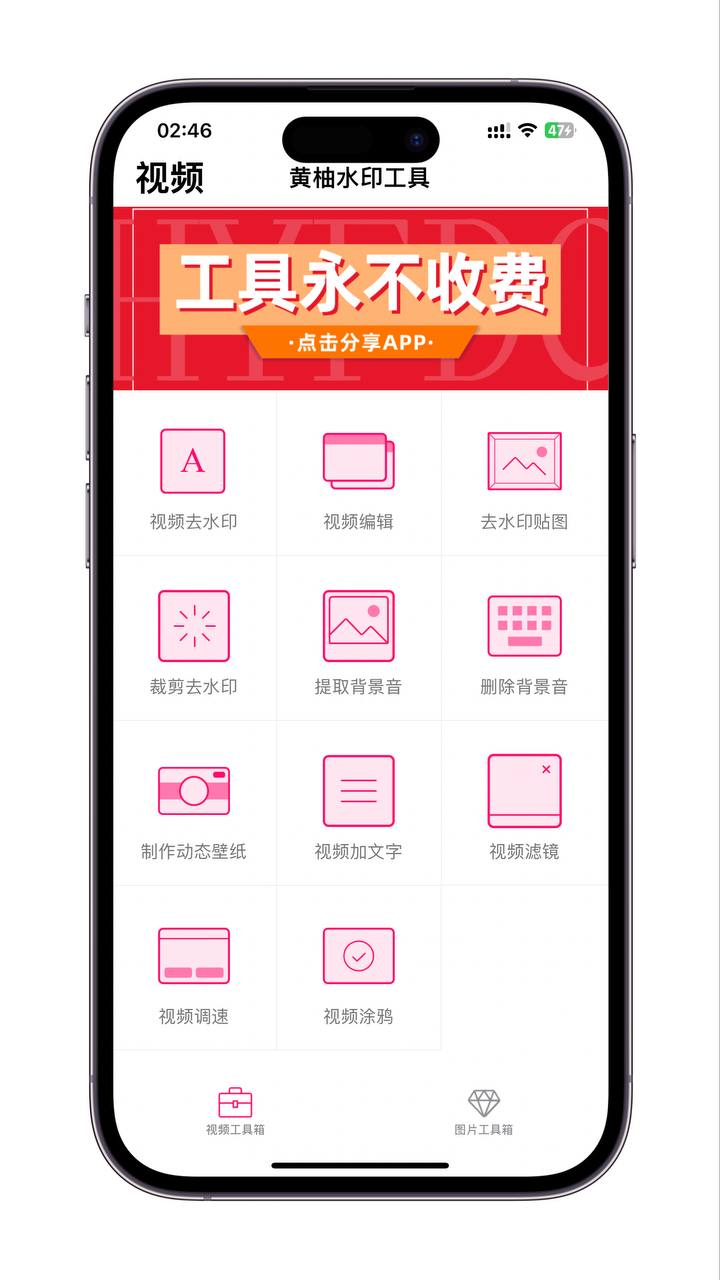 02:46
47
视频
黄柚水印工具
工具永不收费
·点击分享APP·
A
视频去水印
视频编辑
去水印贴图
裁剪去水印
提取背景音
删除背景音
制作动态壁纸
视频加文字
视频滤镜
视频调速
视频涂鸦
视频工具箱
图片工具箱